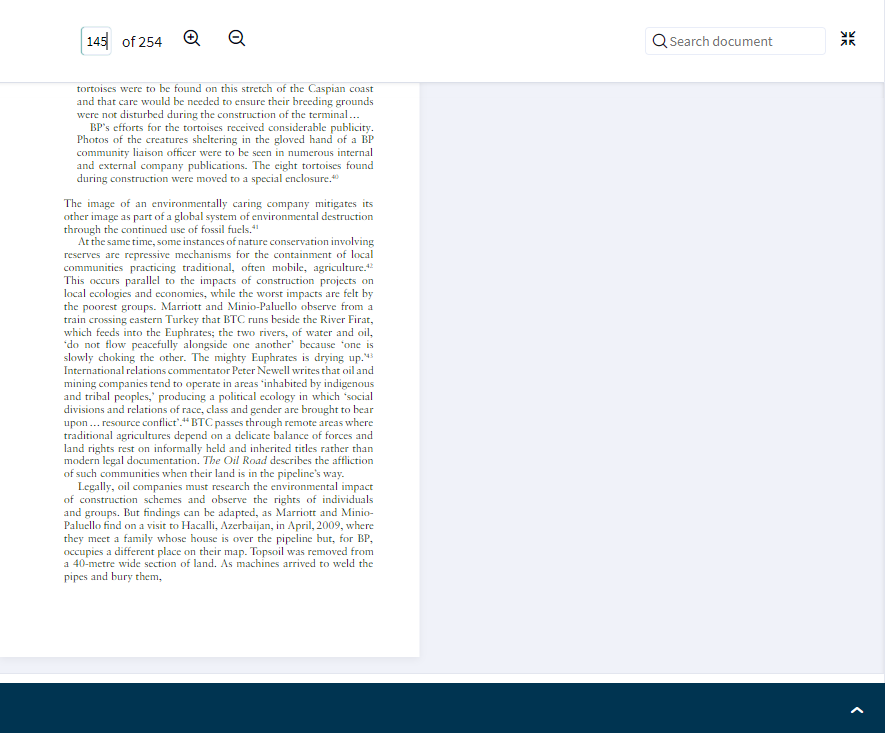 145 of 254
Search document
tortoises were to be found on this stretch of the Caspian coast
and that care would be needed to ensure their breeding grounds
were not disturbed during the construction of the terminal …
BP's efforts for the tortoises received considerable publicity.
Photos of the creatures sheltering in the gloved hand of a BP
community liaison officer were to be seen in numerous internal
and external company publications. The eight tortoises found
during construction were moved to a special enclosure.40
The image of an environmentally caring company mitigates its
other image as part of a global system of environmental destruction
through the continued use of fossil fuels.41
At the same time, some instances of nature conservation involving
reserves are repressive mechanisms for the containment of local
communities practicing traditional, often mobile, agriculture.42
This occurs parallel to the impacts of construction projects on
local ecologies and economies, while the worst impacts are felt by
the poorest groups. Marriott and Minio-Paluello observe from a
train crossing eastern Turkey that BTC runs beside the River Firat,
which feeds into the Euphrates; the two rivers, of water and oil,
'do not flow peacefully alongside one another' because 'one is
slowly choking the other. The mighty Euphrates is drying up.'43
International relations commentator Peter Newell writes that oil and
mining companies tend to operate in areas 'inhabited by indigenous
and tribal peoples,' producing a political ecology in which 'social
divisions and relations of race, class and gender are brought to bear
upon … resource conflict'.44 BTC passes through remote areas where
traditional agricultures depend on a delicate balance of forces and
land rights rest on informally held and inherited titles rather than
modern legal documentation. The Oil Road describes the affliction
of such communities when their land is in the pipeline's way.
Legally, oil companies must research the environmental impact
of construction schemes and observe the rights of individuals
and groups. But findings can be adapted, as Marriott and Minio-
Paluello find on a visit to Hacalli, Azerbaijan, in April, 2009, where
they meet a family whose house is over the pipeline but, for BP,
occupies a different place on their map. Topsoil was removed from
a 40-metre wide section of land. As machines arrived to weld the
pipes and bury them,